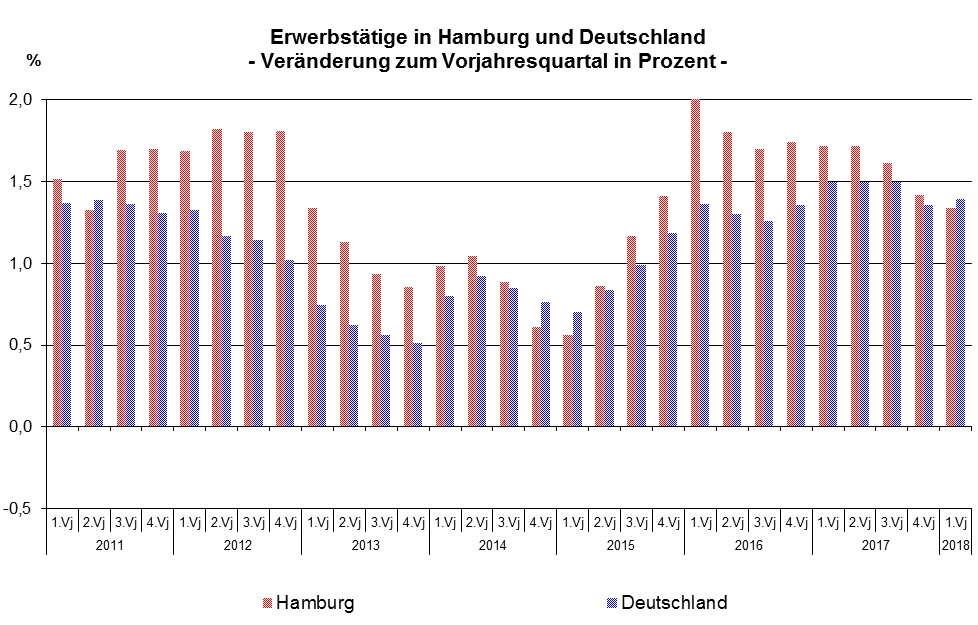 Erwerbstätige in Hamburg und Deutschland
- Veränderung zum Vorjahresquartal in Prozent -
%
2,0
1,5
1,0
0,5
0,0
-0,5
1.Vj 2.Vj 3.Vj 4.Vj 1.Vj 2.Vj 3.Vj 4.Vj 1.Vj 2.Vj 3.Vj 4.Vj 1.Vj 2.Vj 3.Vj 4.Vj 1.Vj 2.Vj 3.Vj 4.Vj 1.Vj 2.Vj 3.Vj 4.Vj 1.Vj 2.Vj 3.Vj 4.Vj 1.Vj
2011 2012 2013 2014 2015 2016 2017 2018
Hamburg Deutschland